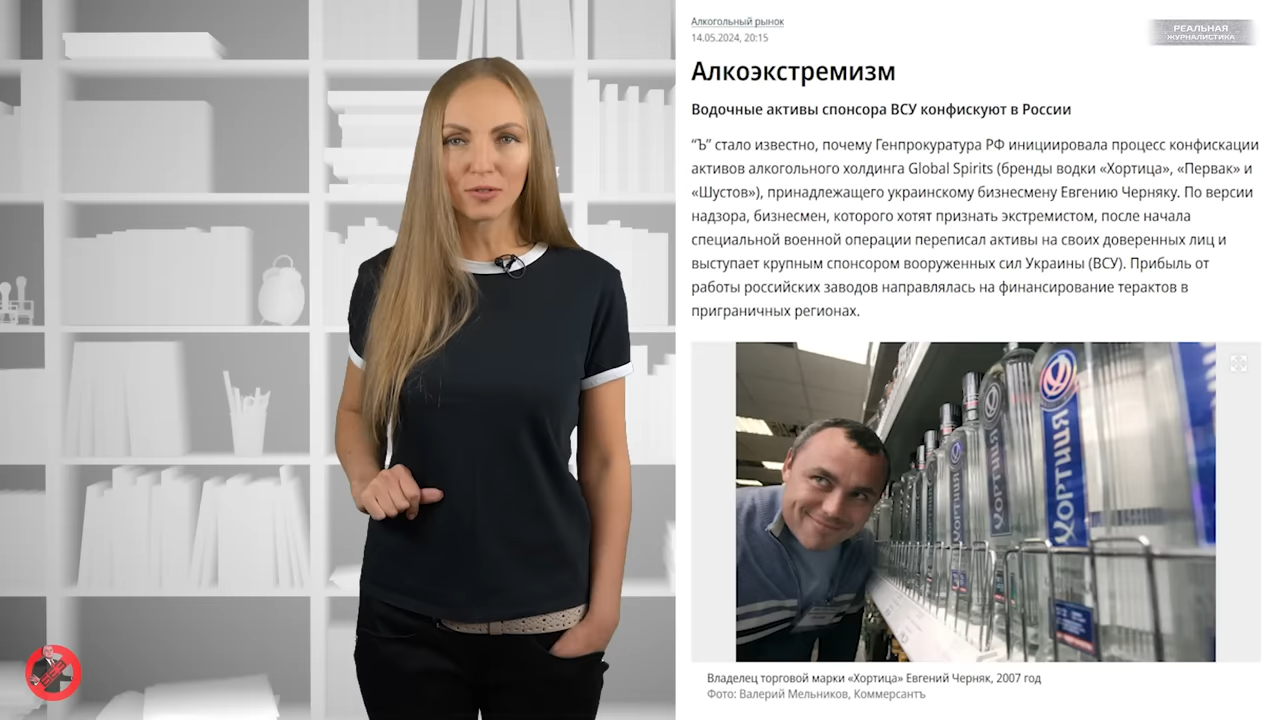 Алкогольный рынок
14.05.2024, 20:15
РЕАЛЬНАЯ
ЖУРНАЛИСТИКА
Алкоэкстремизм
Водочные активы спонсора ВСУ конфискуют в России
“Ъ” стало известно, почему Генпрокуратура РФ инициировала процесс конфискации
активов алкогольного холдинга Global Spirits (бренды водки «Хортица», «Первак» и
«Шустов»), принадлежащего украинскому бизнесмену Евгению Черняку. По версии
надзора, бизнесмен, которого хотят признать экстремистом, после начала
специальной военной операции переписал активы на своих доверенных лиц и
выступает крупным спонсором вооруженных сил Украины (ВСУ). Прибыль от
работы российских заводов направлялась на финансирование терактов в
приграничных регионах.
ХОРТИЦЯ
ХОРТИЦЯ
ХОРТИЦЯ
Владелец торговой марки «Хортица» Евгений Черняк, 2007 год
Фото: Валерий Мельников, Коммерсантъ